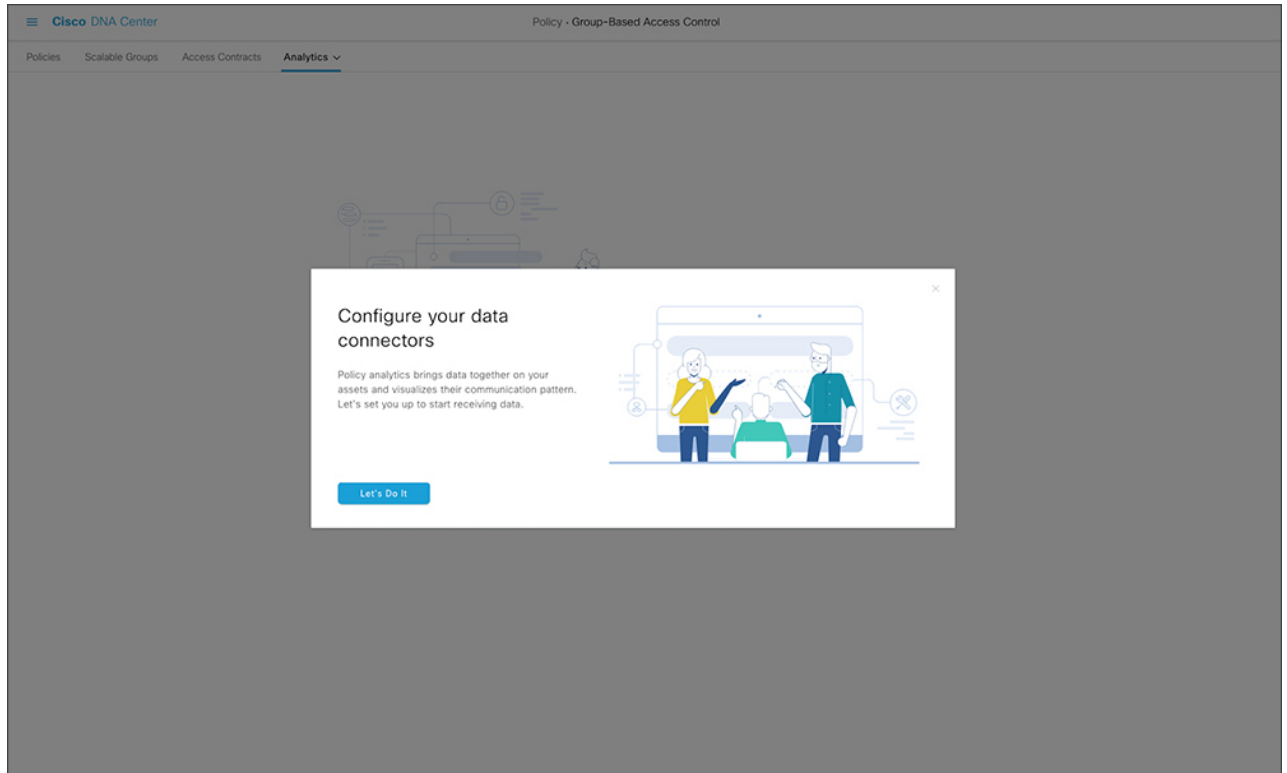 Cisco DNA Center
Policy • Group-Based Access Control
Policies Scalable Groups Access Contracts Analytics
Configure your data
connectors
Policy analytics brings data together on your
assets and visualizes their communication pattern.
Let's set you up to start receiving data.
Let's Do It